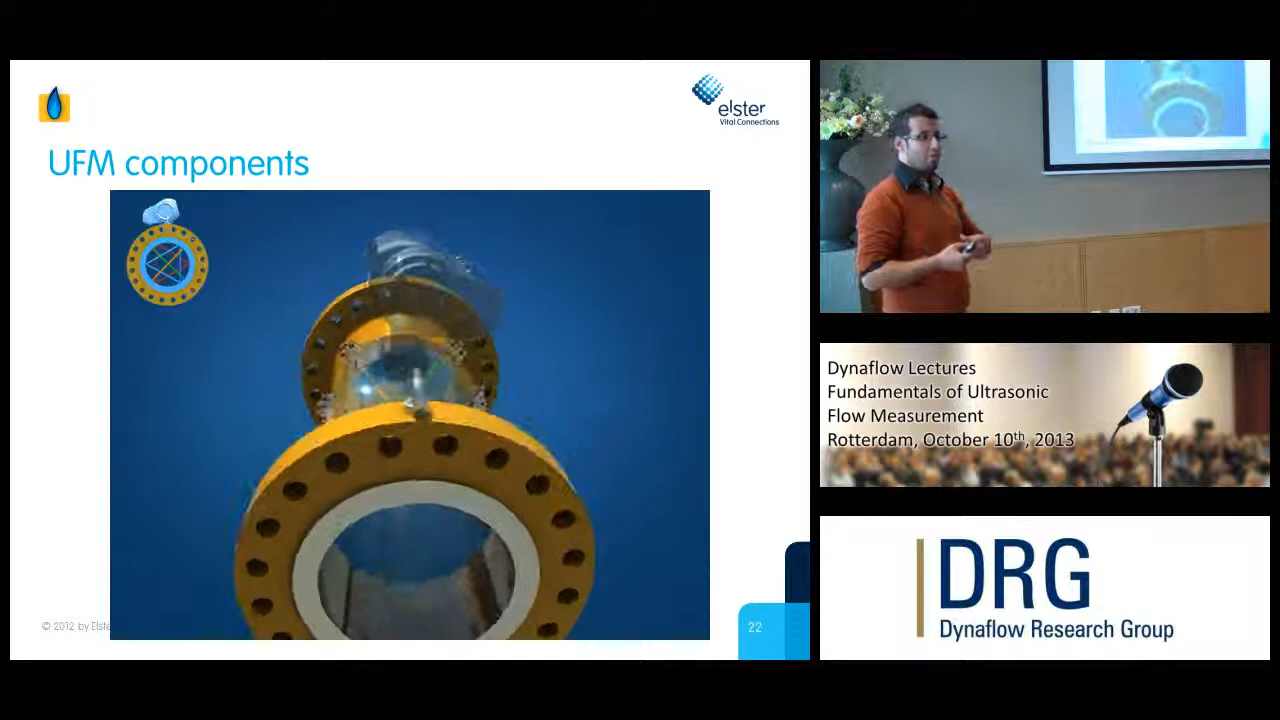 elster
Vital Connections
UFM components
© 2012 by Elste
22
Dynaflow Lectures
Fundamentals of Ultrasonic
Flow Measurement
Rotterdam, October 10th, 2013
DRG
Dynaflow Research Group